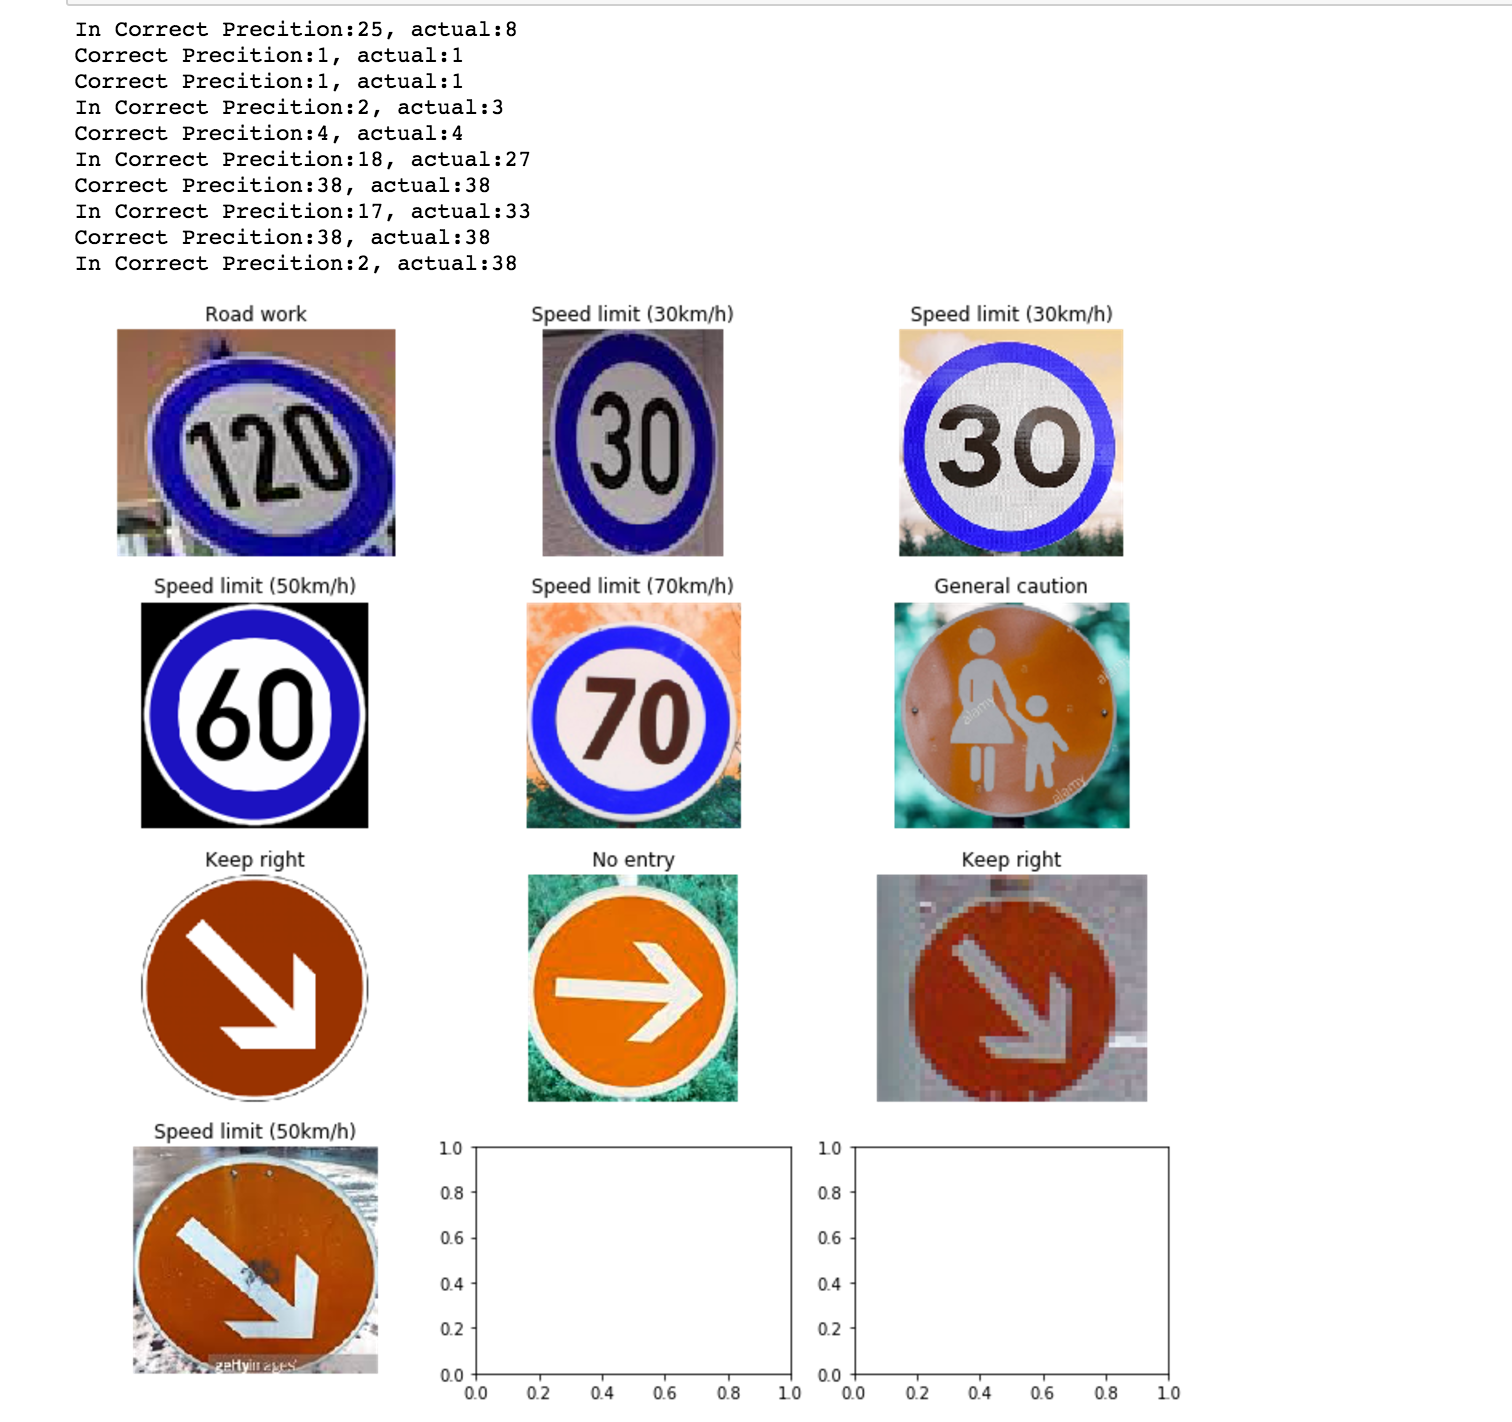 In Correct Precition:25, actual:8
Correct Precition:1, actual:1
Correct Precition:1, actual:1
In Correct Precition:2, actual:3
Correct Precition:4, actual:4
In Correct Precition:18, actual:27
Correct Precition:38, actual:38
In Correct Precition:17, actual:33
Correct Precition:38, actual:38
In Correct Precition:2, actual:38
Road work
Speed limit (30km/h)
Speed limit (30km/h)
120
30
30
Speed limit (50km/h)
Speed limit (70km/h)
General caution
60
70
a
a
a
alamy
a
alamy
Keep right
No entry
Keep right
Speed limit (50km/h)
gettyimages
1.0
0.8
0.6
0.4
0.2
0.0
0.0 0.2 0.4 0.6 0.8 1.0
1.0
0.8
0.6
0.4
0.2
0.0
0.0 0.2 0.4 0.6 0.8 1.0